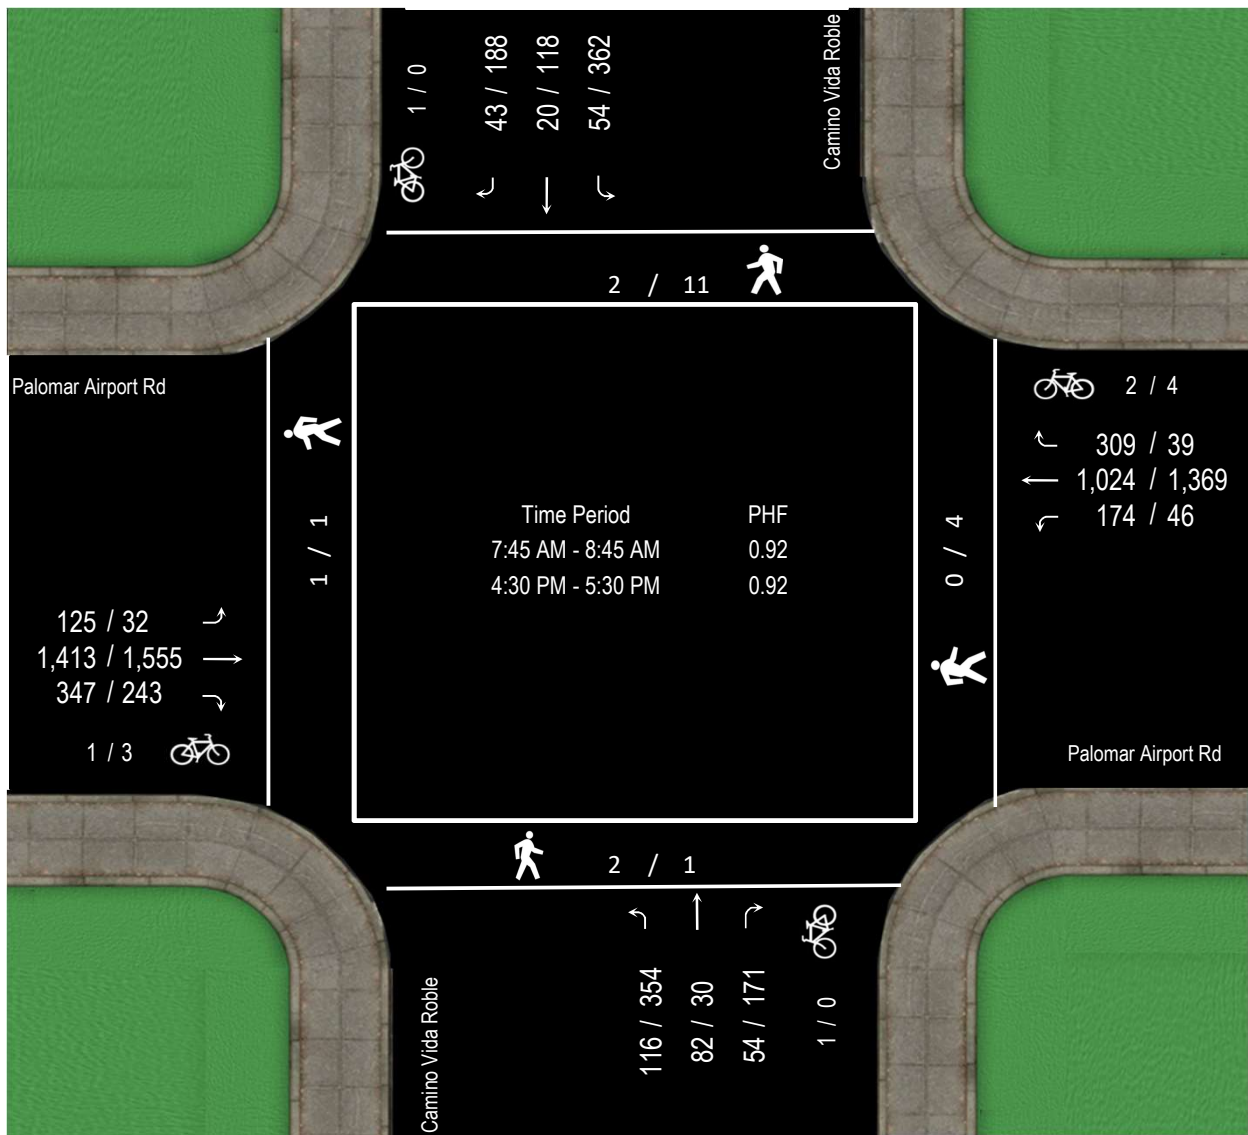 Camino Vida Roble
1 / 0
43 / 188
20 / 118
54 / 362
2 / 11
Palomar Airport Rd
2 / 4
309 / 39
1,024 / 1,369
174 / 46
1 / 1
Time Period PHF
7:45 AM - 8:45 AM 0.92
4:30 PM - 5:30 PM 0.92
0 / 4
125 / 32
1,413 / 1,555
347 / 243
1 / 3
Palomar Airport Rd
2 / 1
Camino Vida Roble
116 / 354
82 / 30
54 / 171
1 / 0